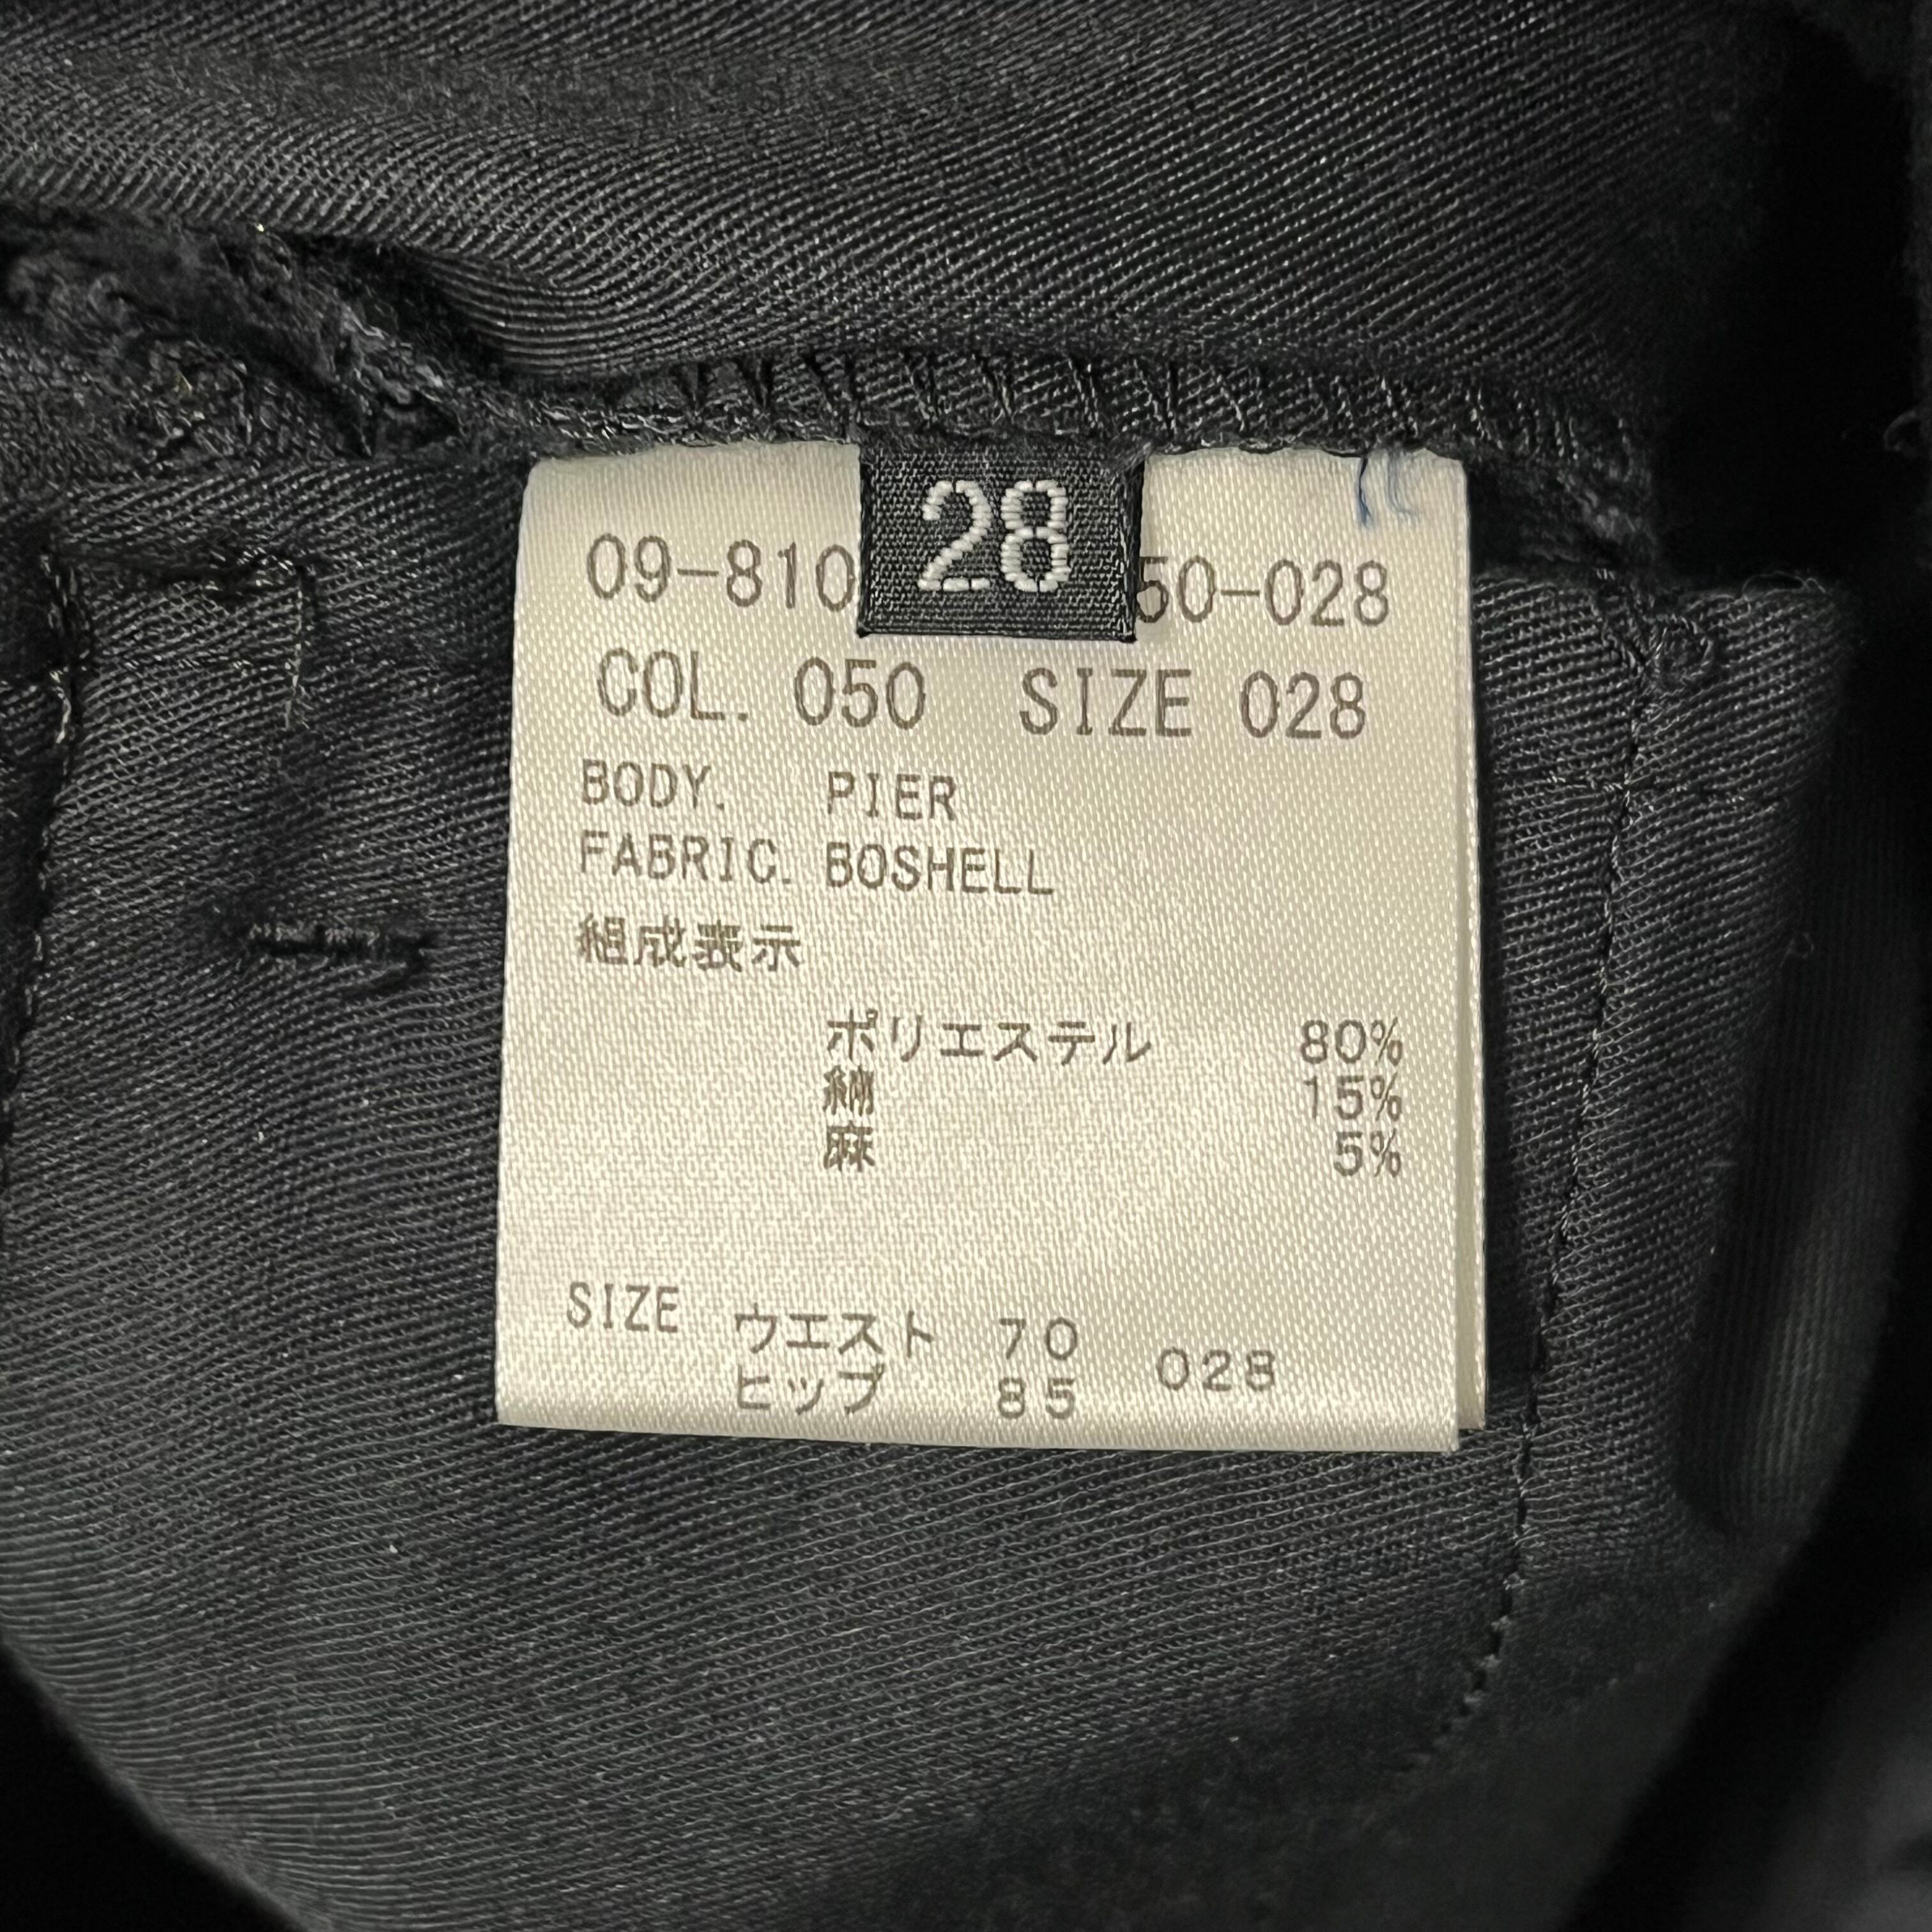 28
09-810 50-028
COL. 050 SIZE 028
BODY. PIER
FABRIC. BOSHELL
組成表示
ポリエステル 80%
綿 15%
麻 5%
SIZE ウエスト 70
ヒップ 85 028